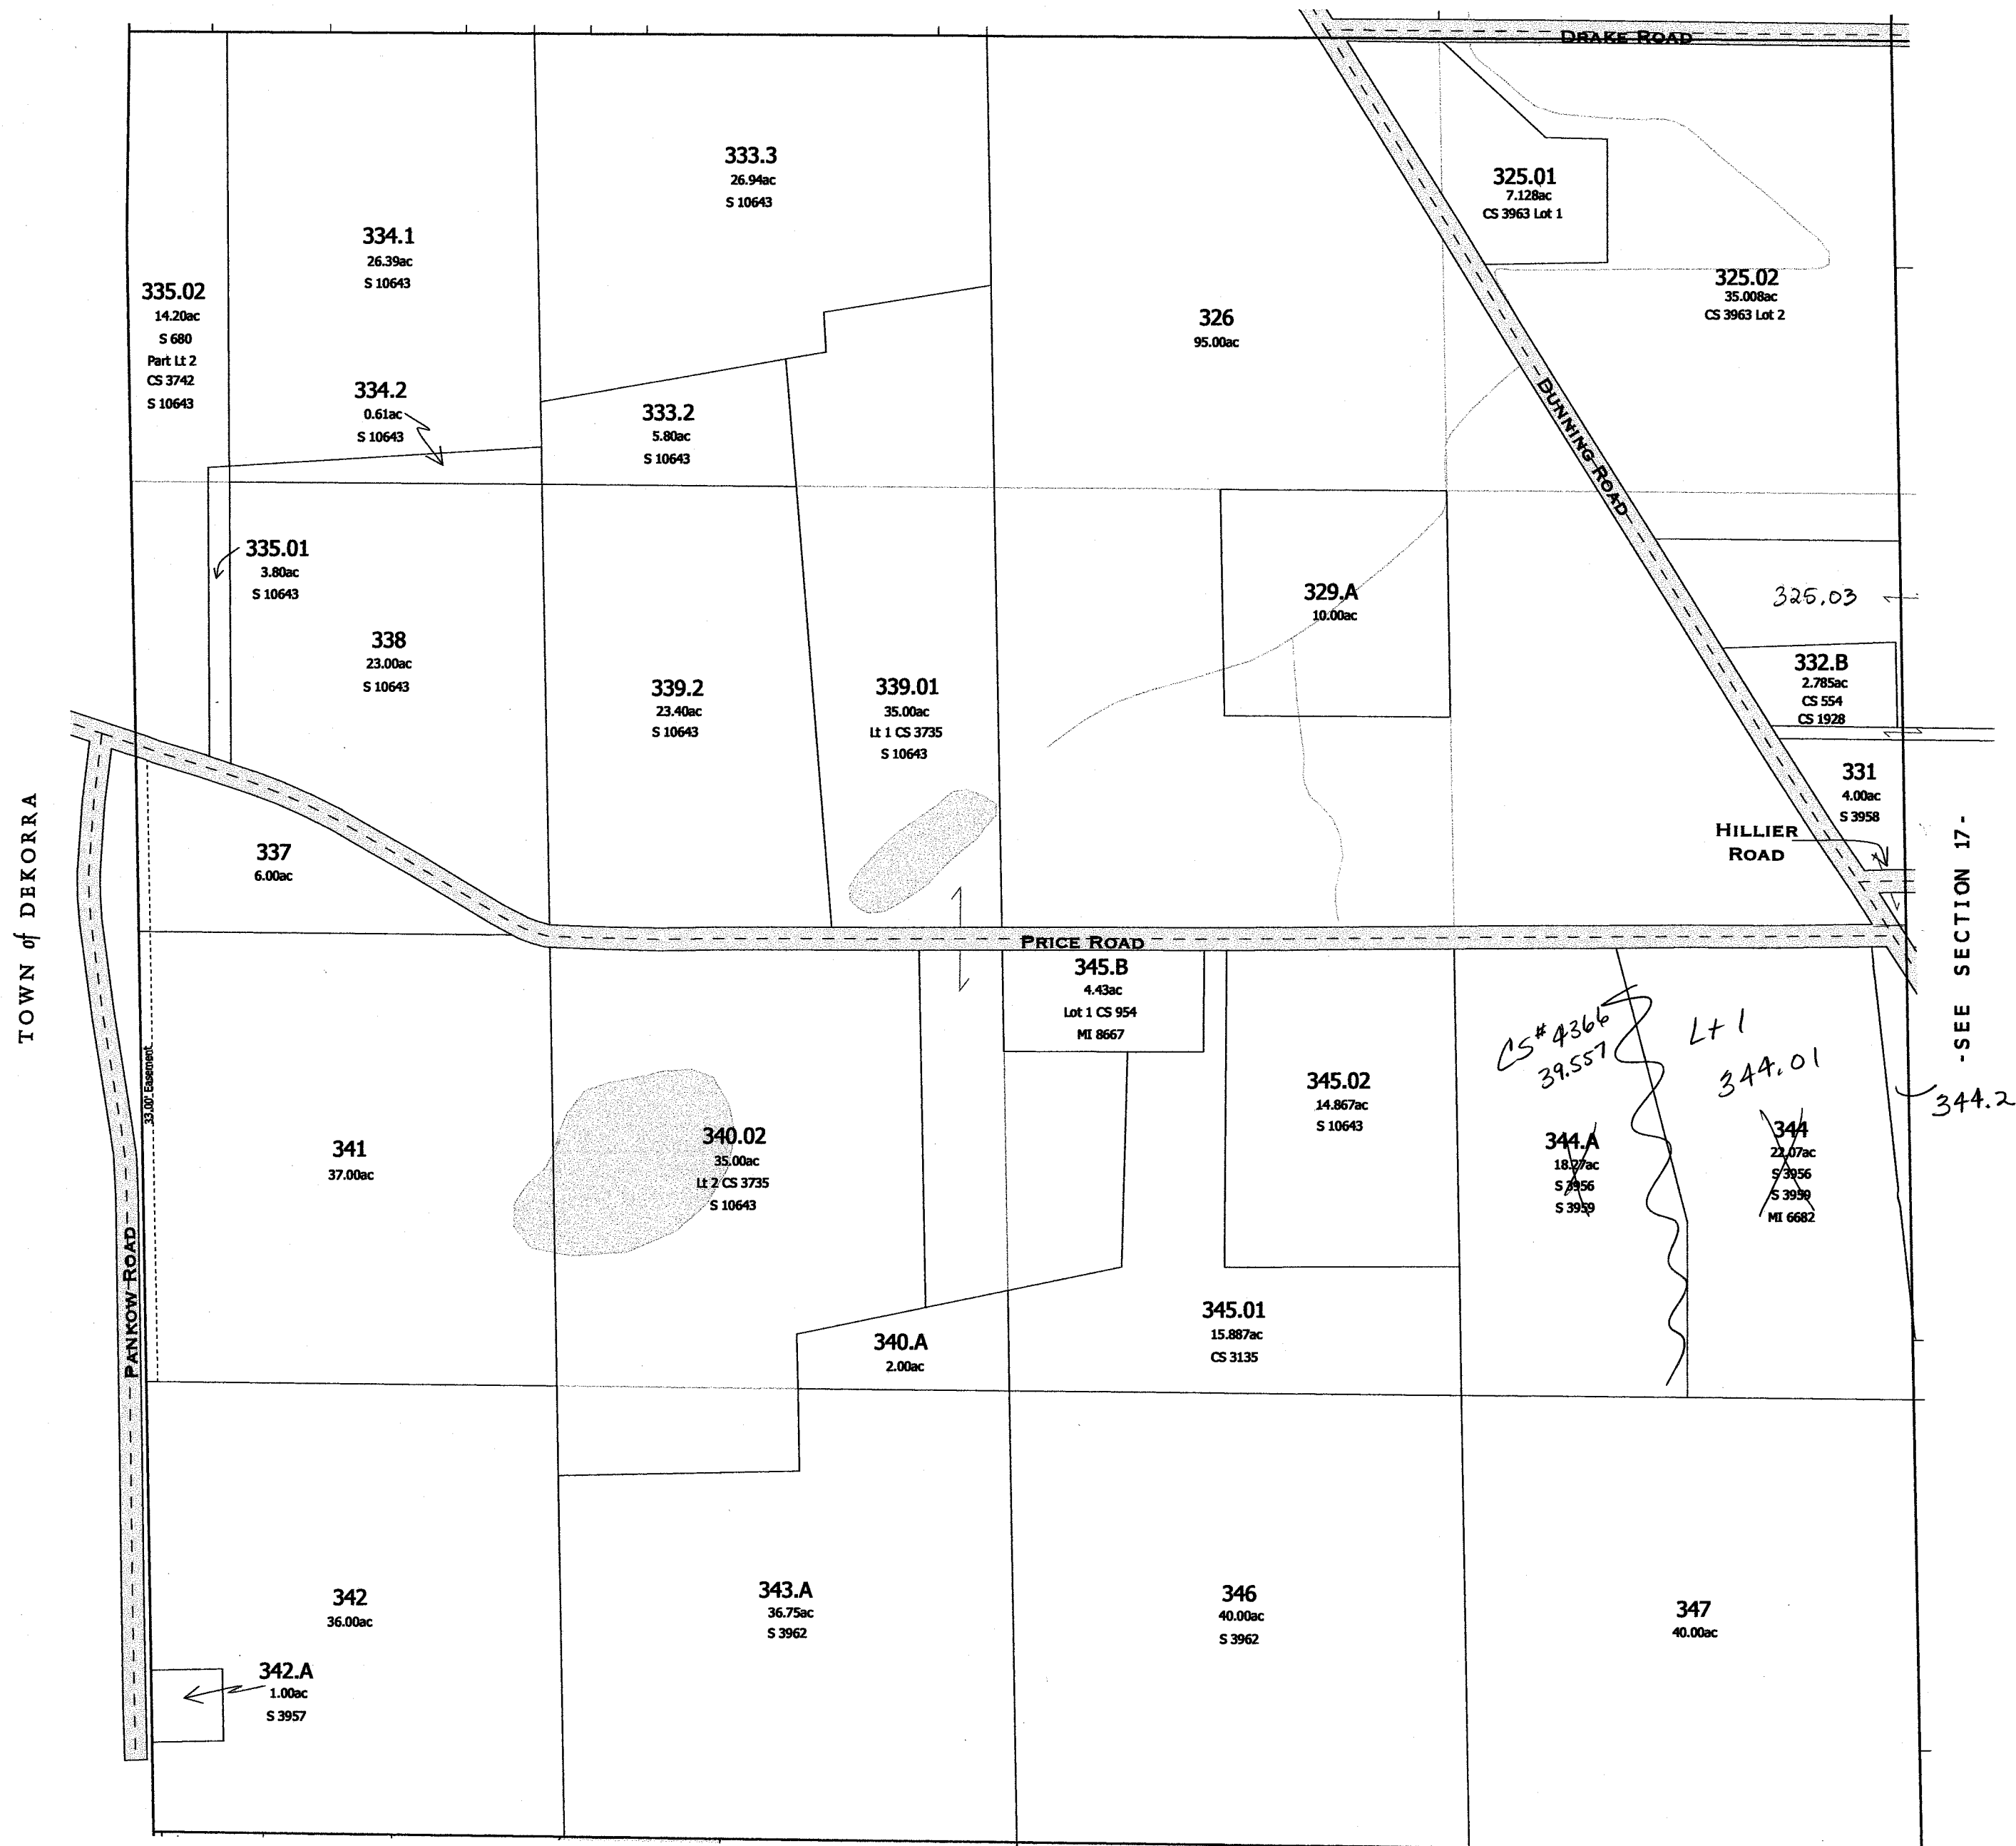 DRAKE ROAD
333.3
26.94ac
S 10643
325.01
7.128ac
CS 3963 Lot 1
334.1
26.39ac
S 10643
335.02
14.20ac
S 680
Part Lt 2
CS 3742
S 10643
325.02
35.008ac
CS 3963 Lot 2
326
95.00ac
334.2
0.61ac
S 10643
333.2
5.80ac
S 10643
DUNNING ROAD
335.01
3.80ac
S 10643
329.A
10.00ac
325.03
338
23.00ac
S 10643
332.B
2.785ac
CS 554
CS 1928
339.2
23.40ac
S 10643
339.01
35.00ac
Lt 1 CS 3735
S 10643
331
4.00ac
S 3958
HILLIER
ROAD
TOWN of DEKORRA
337
6.00ac
-SEE SECTION 17-
PRICE ROAD
345.B
4.43ac
Lot 1 CS 954
MI 8667
CS# 4366
39.557
Lt 1
344.01
344.2
33.00' Easement
345.02
14.867ac
S 10643
341
37.00ac
340.02
35.00ac
Lt 2 CS 3735
S 10643
344.A
18.27ac
S 3956
S 3959
344
22.07ac
S 3956
S 3959
MI 6682
PANKOW ROAD
345.01
15.887ac
CS 3135
340.A
2.00ac
342
36.00ac
343.A
36.75ac
S 3962
346
40.00ac
S 3962
347
40.00ac
342.A
1.00ac
S 3957